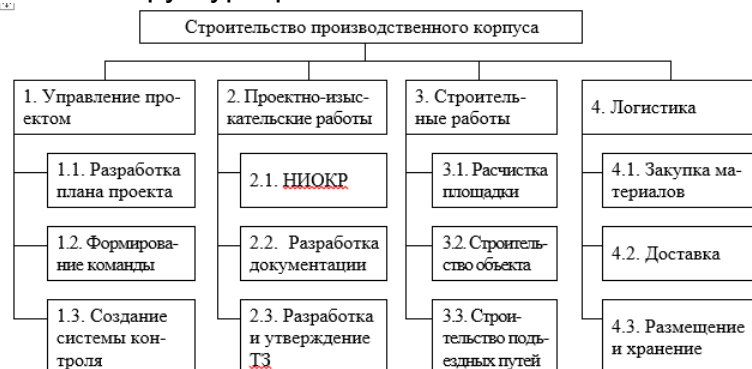 Строительство производственного корпуса
1. Управление про-
ектом
2. Проектно-изыс-
кательские работы
3. Строитель-
ные работы
4. Логистика
1.1. Разработка
плана проекта
2.1. НИОКР
3.1. Расчистка
площадки
4.1. Закупка ма-
териалов
1.2. Формирова-
ние команды
2.2. Разработка
документации
3.2. Строитель-
ство объекта
4.2. Доставка
1.3. Создание
системы кон-
троля
2.3. Разработка
и утверждение
ТЗ
3.3. Строи-
тельство подъ-
ездных путей
4.3. Размещение
и хранение